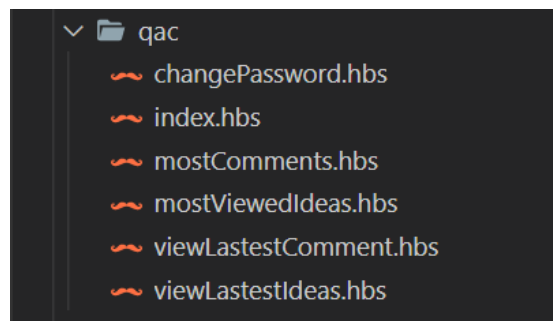 qac
changePassword.hbs
index.hbs
mostComments.hbs
mostViewedIdeas.hbs
viewLastestComment.hbs
viewLastestIdeas.hbs